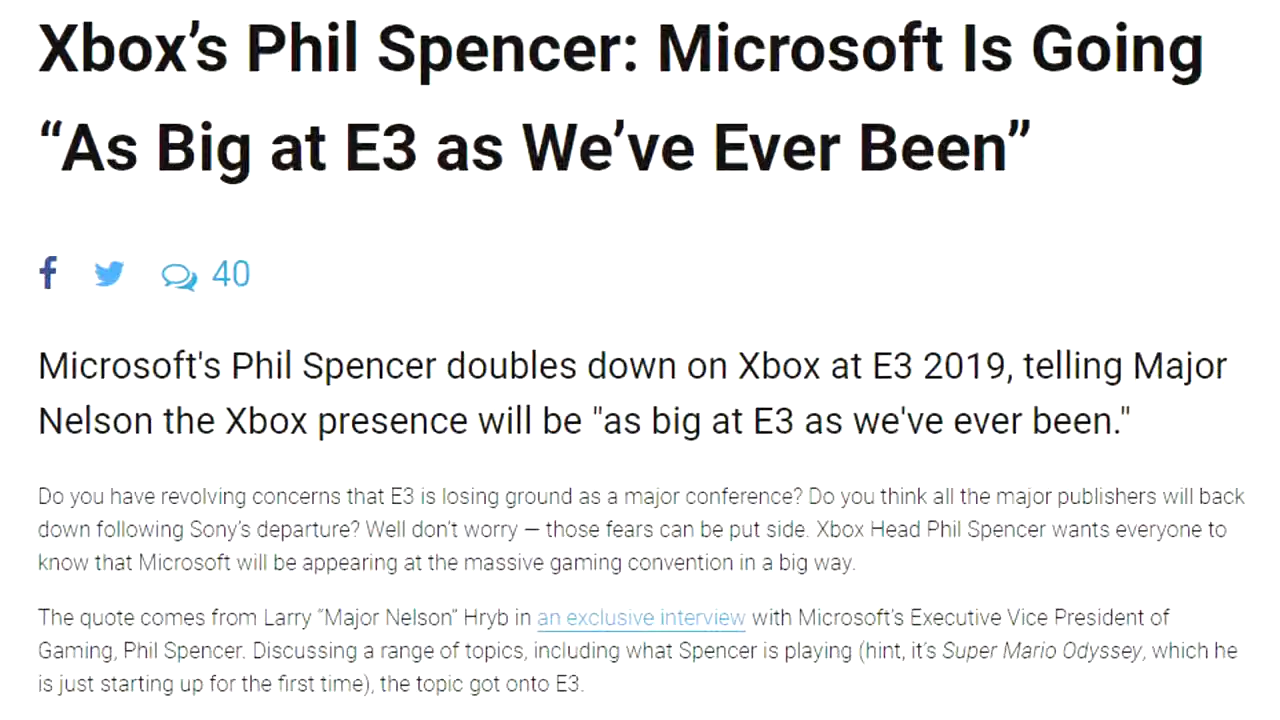 Xbox’s Phil Spencer: Microsoft Is Going
“As Big at E3 as We’ve Ever Been”
40
Microsoft's Phil Spencer doubles down on Xbox at E3 2019, telling Major
Nelson the Xbox presence will be "as big at E3 as we've ever been."
Do you have revolving concerns that E3 is losing ground as a major conference? Do you think all the major publishers will back
down following Sony’s departure? Well don’t worry — those fears can be put side. Xbox Head Phil Spencer wants everyone to
know that Microsoft will be appearing at the massive gaming convention in a big way.
The quote comes from Larry “Major Nelson” Hryb in an exclusive interview with Microsoft’s Executive Vice President of
Gaming, Phil Spencer. Discussing a range of topics, including what Spencer is playing (hint, it’s Super Mario Odyssey, which he
is just starting up for the first time), the topic got onto E3.